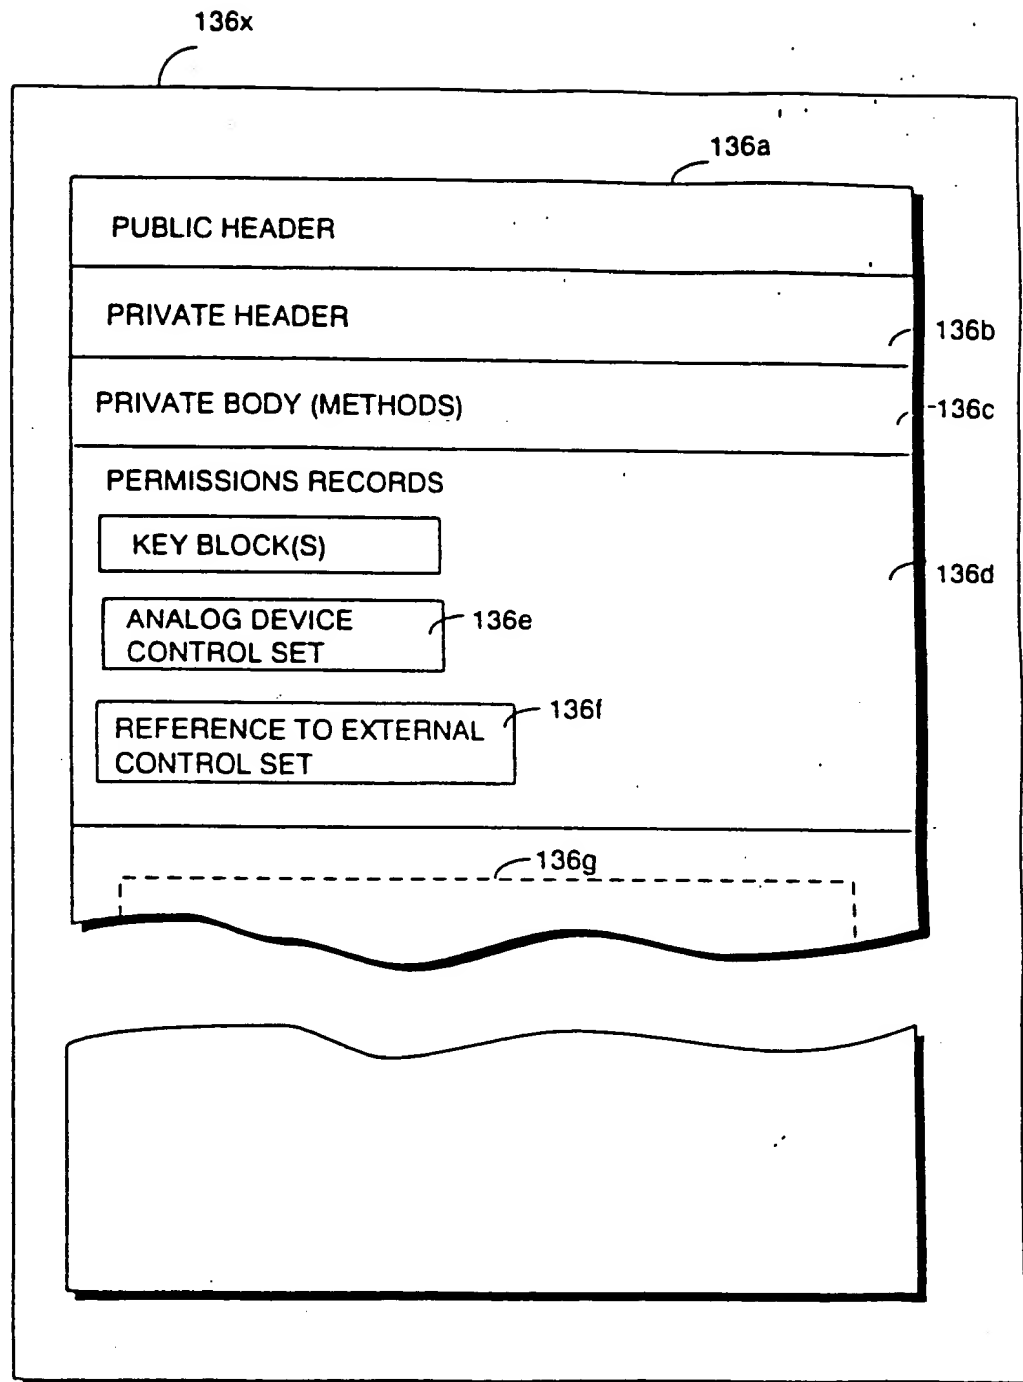 136x
136a
PUBLIC HEADER
PRIVATE HEADER
136b
PRIVATE BODY (METHODS)
136c
PERMISSIONS RECORDS
KEY BLOCK(S)
136d
ANALOG DEVICE
CONTROL SET
136e
136f
REFERENCE TO EXTERNAL
CONTROL SET
136g